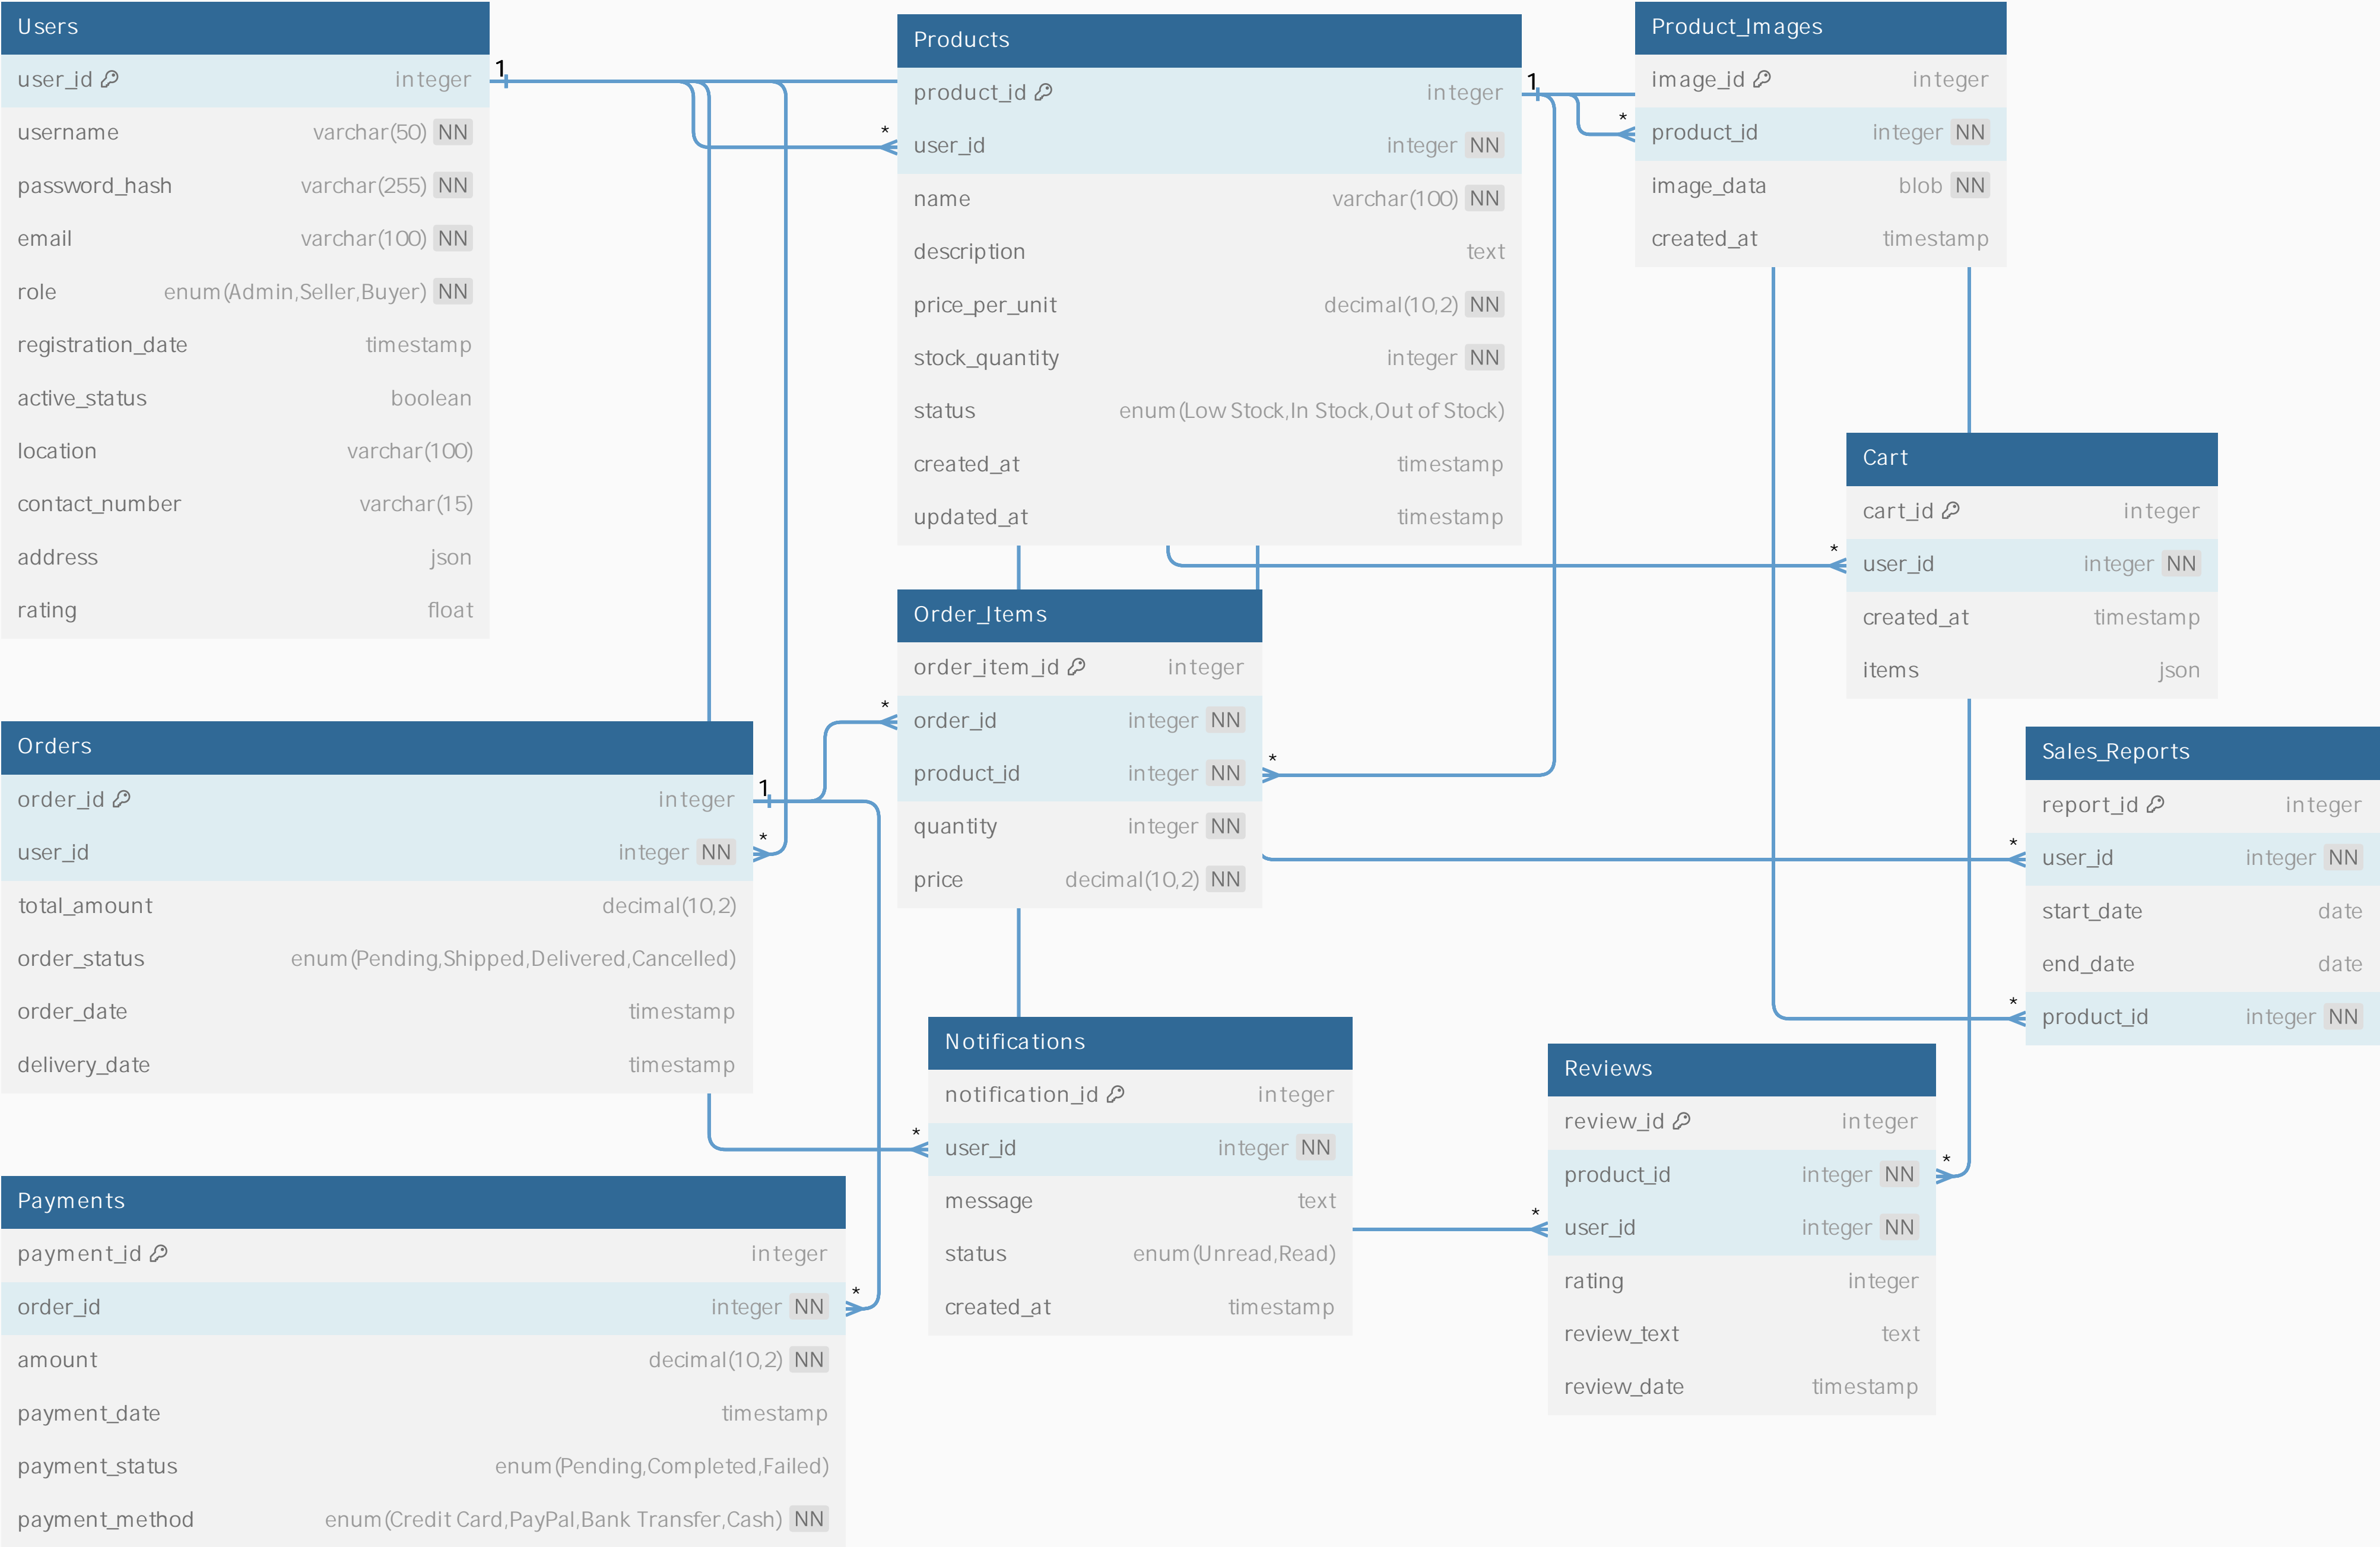 Users
user_id integer
username varchar(50) NN
password_hash varchar(255) NN
email varchar(100) NN
role enum(Admin,Seller,Buyer) NN
registration_date timestamp
active_status boolean
location varchar(100)
contact_number varchar(15)
address json
rating float
1
Products
product_id integer
* user_id integer NN
name varchar(100) NN
description text
price_per_unit decimal(10,2) NN
stock_quantity integer NN
status enum(Low Stock,In Stock,Out of Stock)
created_at timestamp
updated_at timestamp
1
Product_Images
image_id integer
* product_id integer NN
image_data blob NN
created_at timestamp
Cart
cart_id integer
* user_id integer NN
created_at timestamp
items json
Order_Items
order_item_id integer
* order_id integer NN
product_id integer NN *
quantity integer NN
price decimal(10,2) NN
Orders
order_id integer 1
user_id integer NN *
total_amount decimal(10,2)
order_status enum(Pending,Shipped,Delivered,Cancelled)
order_date timestamp
delivery_date timestamp
Sales_Reports
report_id integer
* user_id integer NN
start_date date
end_date date
* product_id integer NN
Notifications
notification_id integer
* user_id integer NN
message text
status enum(Unread,Read)
created_at timestamp
Reviews
review_id integer
product_id integer NN *
* user_id integer NN
rating integer
review_text text
review_date timestamp
Payments
payment_id integer
order_id integer NN *
amount decimal(10,2) NN
payment_date timestamp
payment_status enum(Pending,Completed,Failed)
payment_method enum(Credit Card,PayPal,Bank Transfer,Cash) NN